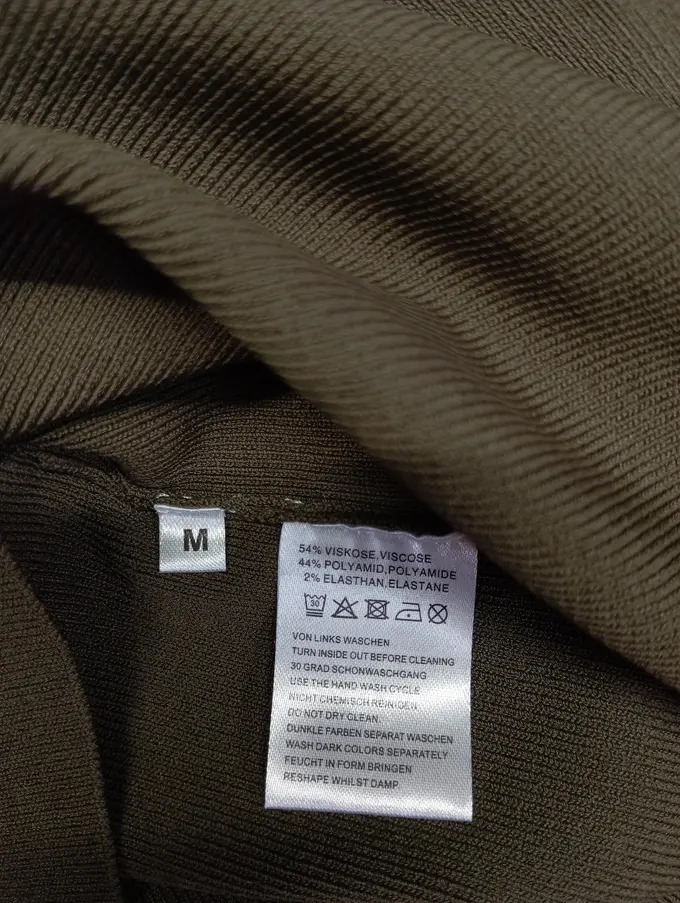 M
54% VISKOSE.VISCOSE
44% POLYAMID.POLYAMIDE
2% ELASTHAN.ELASTANE
30
VON LINKS WASCHEN
TURN INSIDE OUT BEFORE CLEANING
30 GRAD SCHONWASCHGANG
USE THE HAND WASH CYCLE
NICHT CHEMISCH REINIGEN
DO NOT DRY CLEAN.
DUNKLE FARBEN SEPARAT WASCHEN
WASH DARK COLORS SEPARATELY
FEUCHT IN FORM BRINGEN
RESHAPE WHILST DAMP